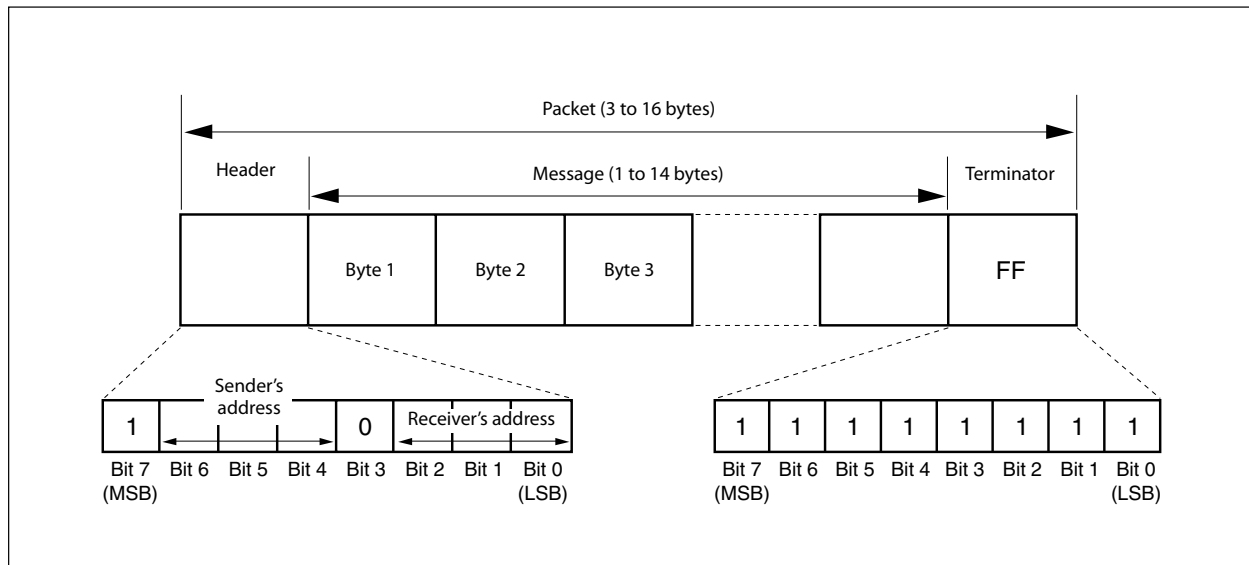 Packet (3 to 16 bytes)
Header
Message (1 to 14 bytes)
Terminator
Byte 1
Byte 2
Byte 3
FF
Sender's
address
1
0
Receiver's address
Bit 7
(MSB)
Bit 6
Bit 5
Bit 4
Bit 3
Bit 2
Bit 1
Bit 0
(LSB)
1 1 1 1 1 1 1 1
Bit 7
(MSB)
Bit 6
Bit 5
Bit 4
Bit 3
Bit 2
Bit 1
Bit 0
(LSB)